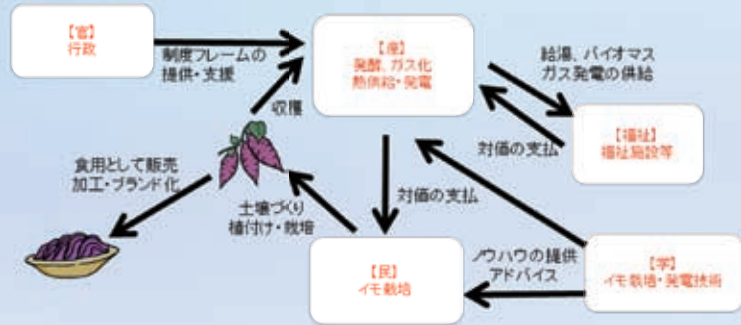 【官】
行政
制度フレームの
提供・支援
【産】
発酵、ガス化
熱供給・発電
給湯、バイオマス
ガス発電の供給
収穫
対価の支払
【福祉】
福祉施設等
食用として販売
加工・ブランド化
土壌づくり
植付け・栽培
対価の支払
【民】
イモ栽培
ノウハウの提供
アドバイス
【学】
イモ栽培・発電技術